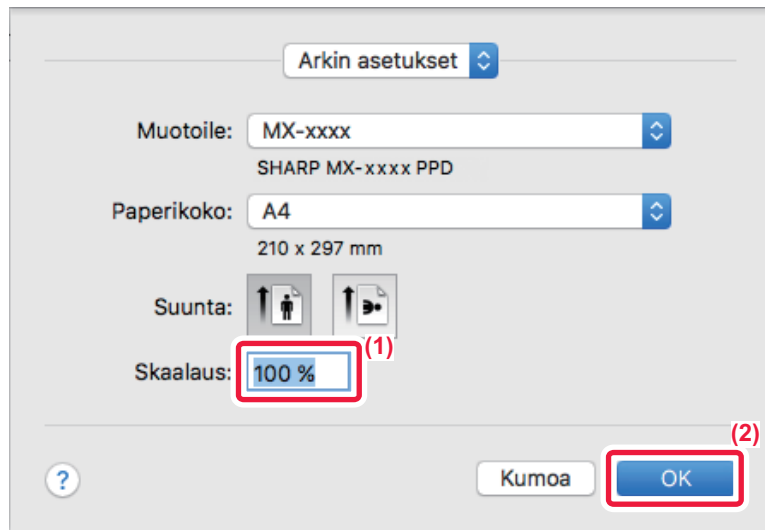 Arkin asetukset
Muotoile: MX-xxxx
SHARP MX-xxxx PPD
Paperikoko: A4
210 x 297 mm
Suunta:
(1)
Skaalaus: 100 %
(2)
? Kumoa OK